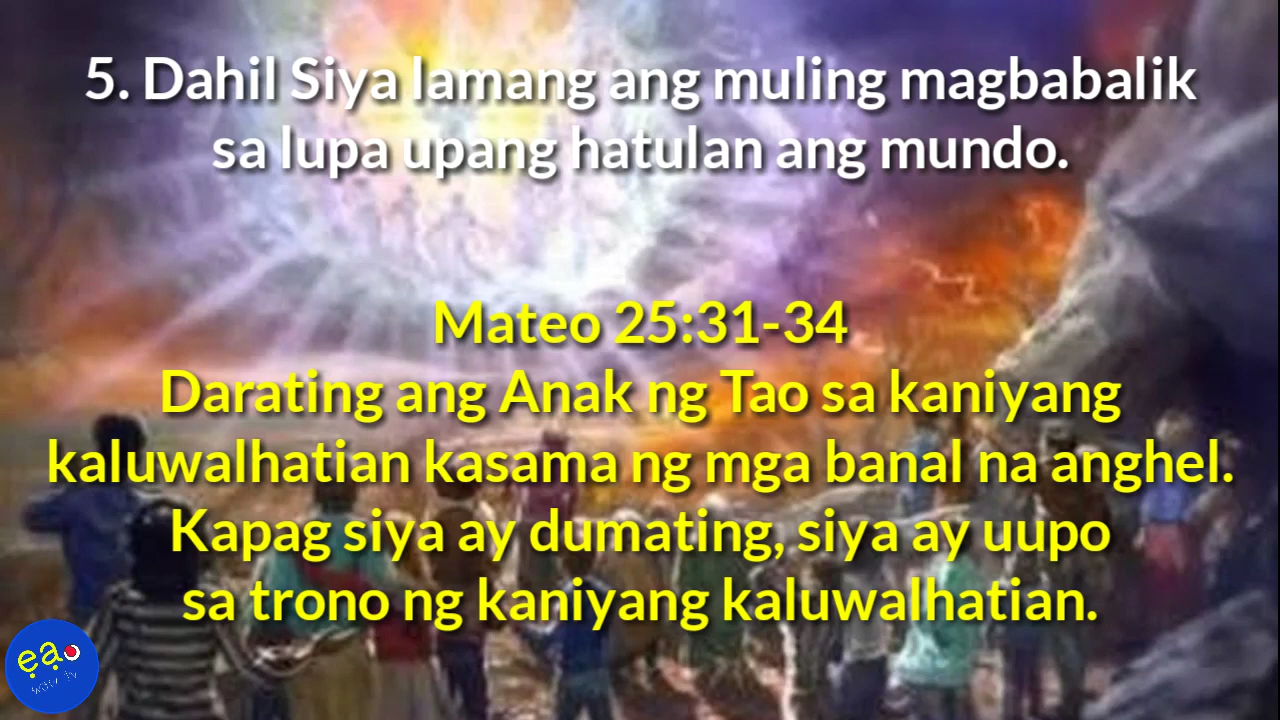 5. Dahil Siya lamang ang muling magbabalik
sa lupa upang hatulan ang mundo.
Mateo 25:31-34
Darating ang Anak ng Tao sa kaniyang
kaluwalhatian kasama ng mga banal na anghel.
Kapag siya ay dumating, siya ay uupo
sa trono ng kaniyang kaluwalhatian.